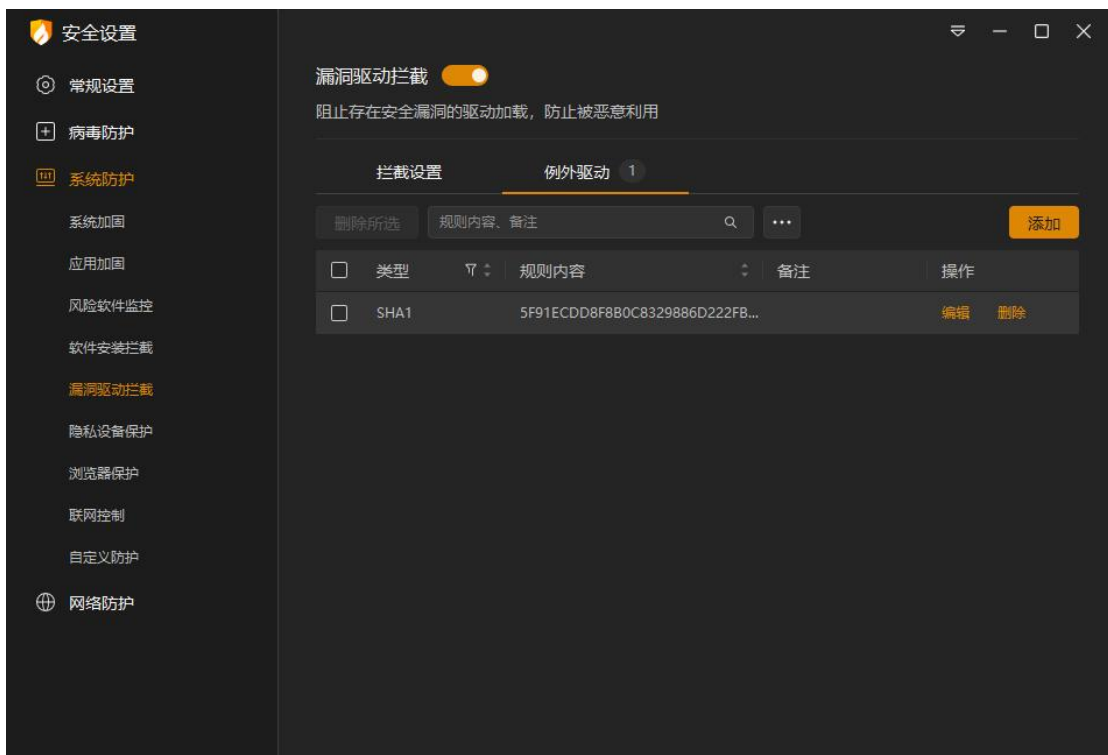 安全设置
常规设置
病毒防护
系统防护
系统加固
应用加固
风险软件监控
软件安装拦截
漏洞驱动拦截
隐私设备保护
浏览器保护
联网控制
自定义防护
网络防护
漏洞驱动拦截
阻止存在安全漏洞的驱动加载，防止被恶意利用
拦截设置 例外驱动 1
删除所选 规则内容、备注 ··· 添加
类型 规则内容 备注 操作
SHA1 5F91ECDD8F8B0C8329886D222FB... 编辑 删除